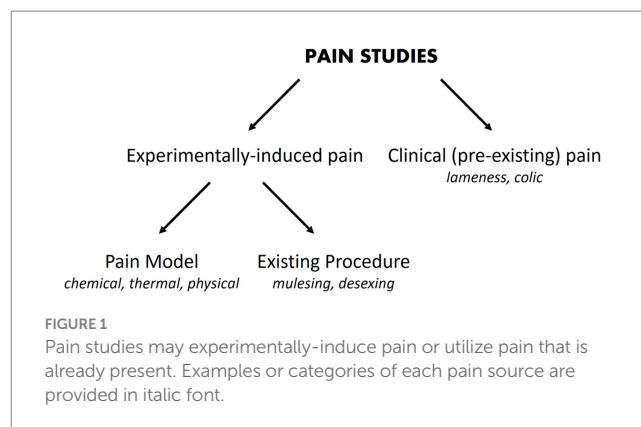 PAIN STUDIES
Experimentally-induced pain
Clinical (pre-existing) pain
lameness, colic
Pain Model
chemical, thermal, physical
Existing Procedure
mulesing, desexing
FIGURE 1
Pain studies may experimentally-induce pain or utilize pain that is
already present. Examples or categories of each pain source are
provided in italic font.